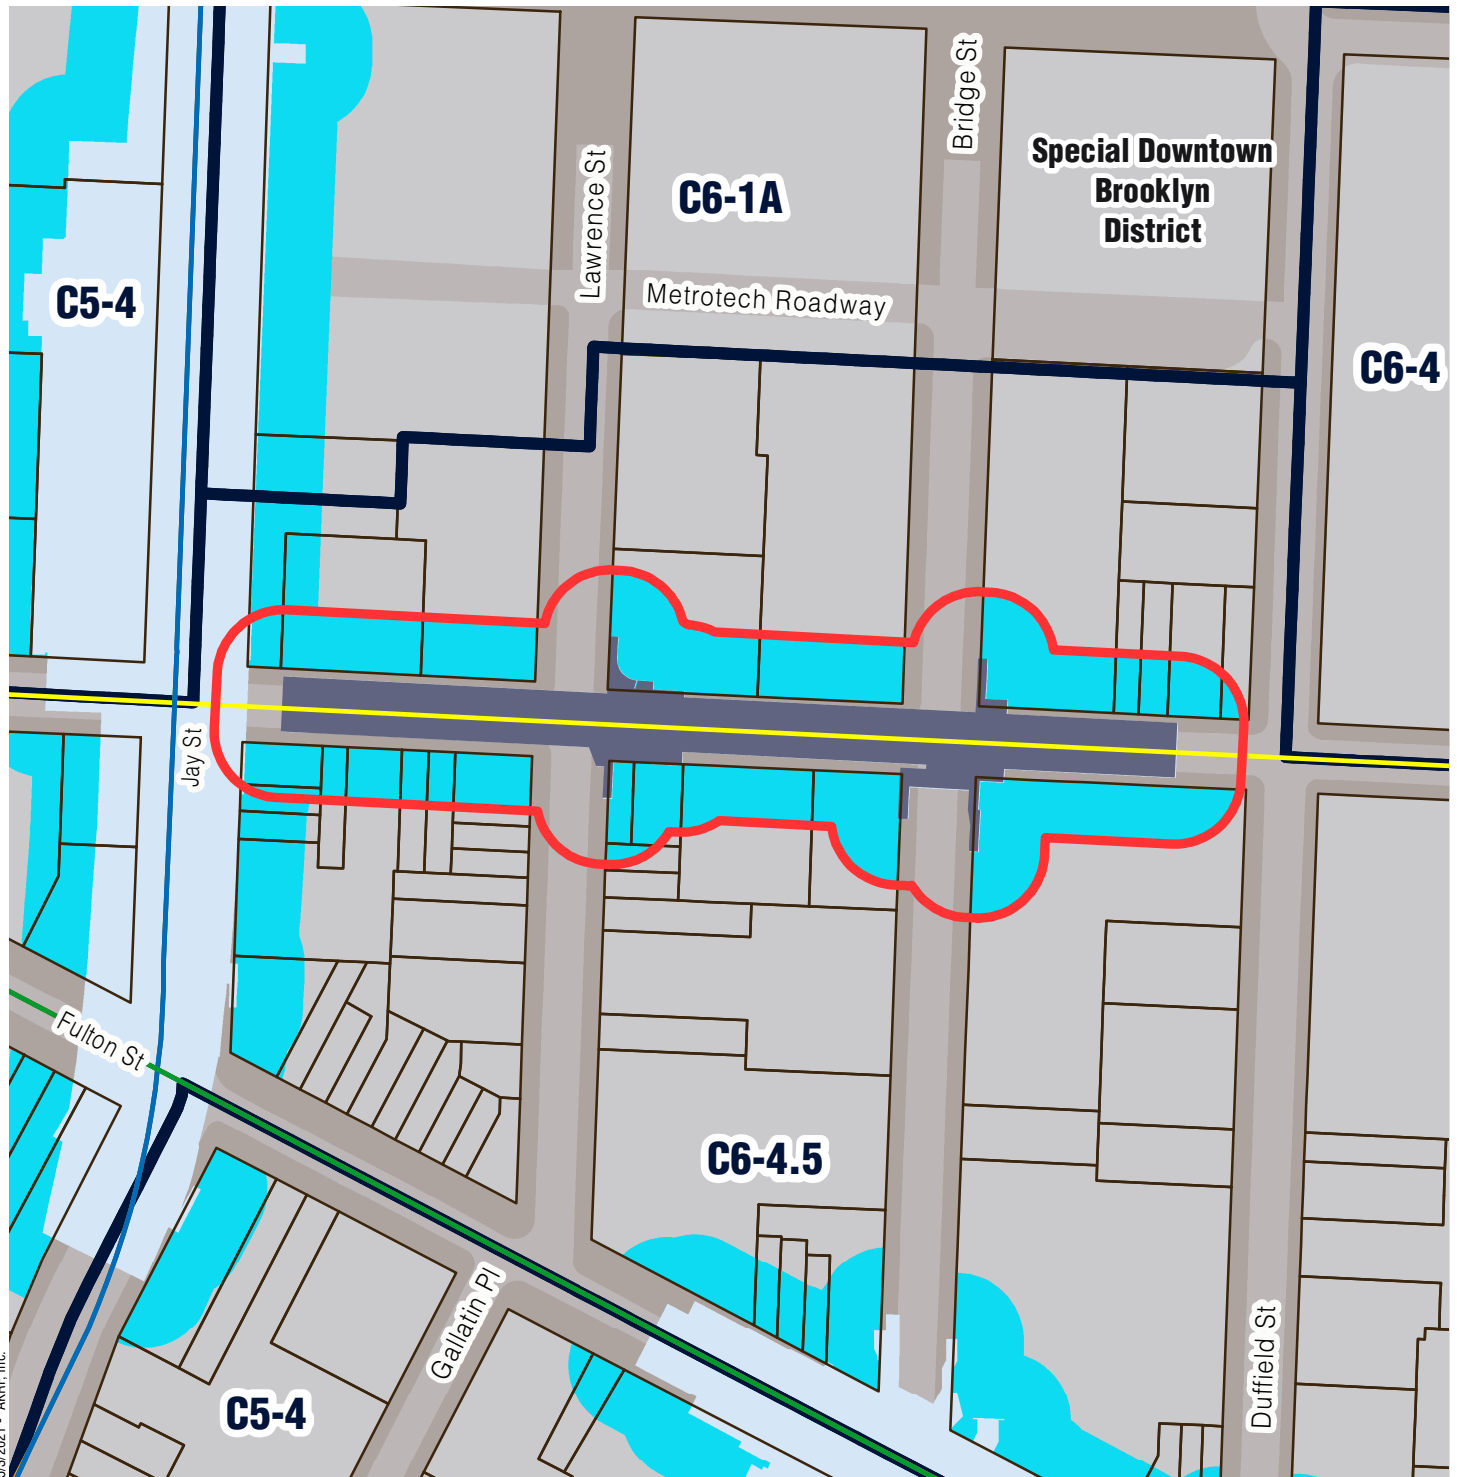 Bridge St
Special Downtown
Brooklyn
District
Lawrence St
C6-1A
C5-4
Metrotech Roadway
C6-4
Jay St
Fulton St
C6-4.5
Gallatin Pl
Duffield St
C5-4